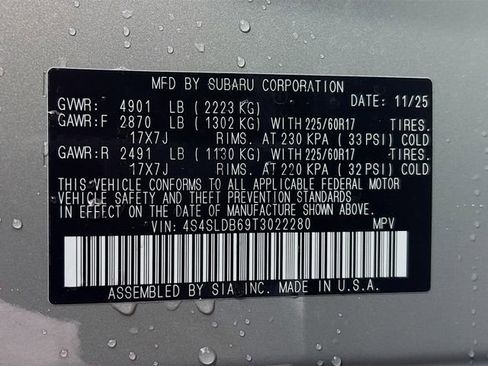 MFD BY SUBARU CORPORATION
GVWR: 4901 LB (2223 KG) DATE: 11/25
GAWR:F 2870 LB (1302 KG) WITH 225/60R17 TIRES.
17X7J RIMS. AT 230 KPA (33 PSI) COLD
GAWR:R 2491 LB (1130 KG) WITH 225/60R17 TIRES.
17X7J RIMS. AT 220 KPA (32 PSI) COLD
THIS VEHICLE CONFORMS TO ALL APPLICABLE FEDERAL MOTOR
VEHICLE SAFETY AND THEFT PREVENTION STANDARDS
IN EFFECT ON THE DATE OF MANUFACTURE
SHOWN ABOVE.
VIN: 4S4SLDB69T3022280 MPV
ASSEMBLED BY SIA INC. MADE IN U.S.A.